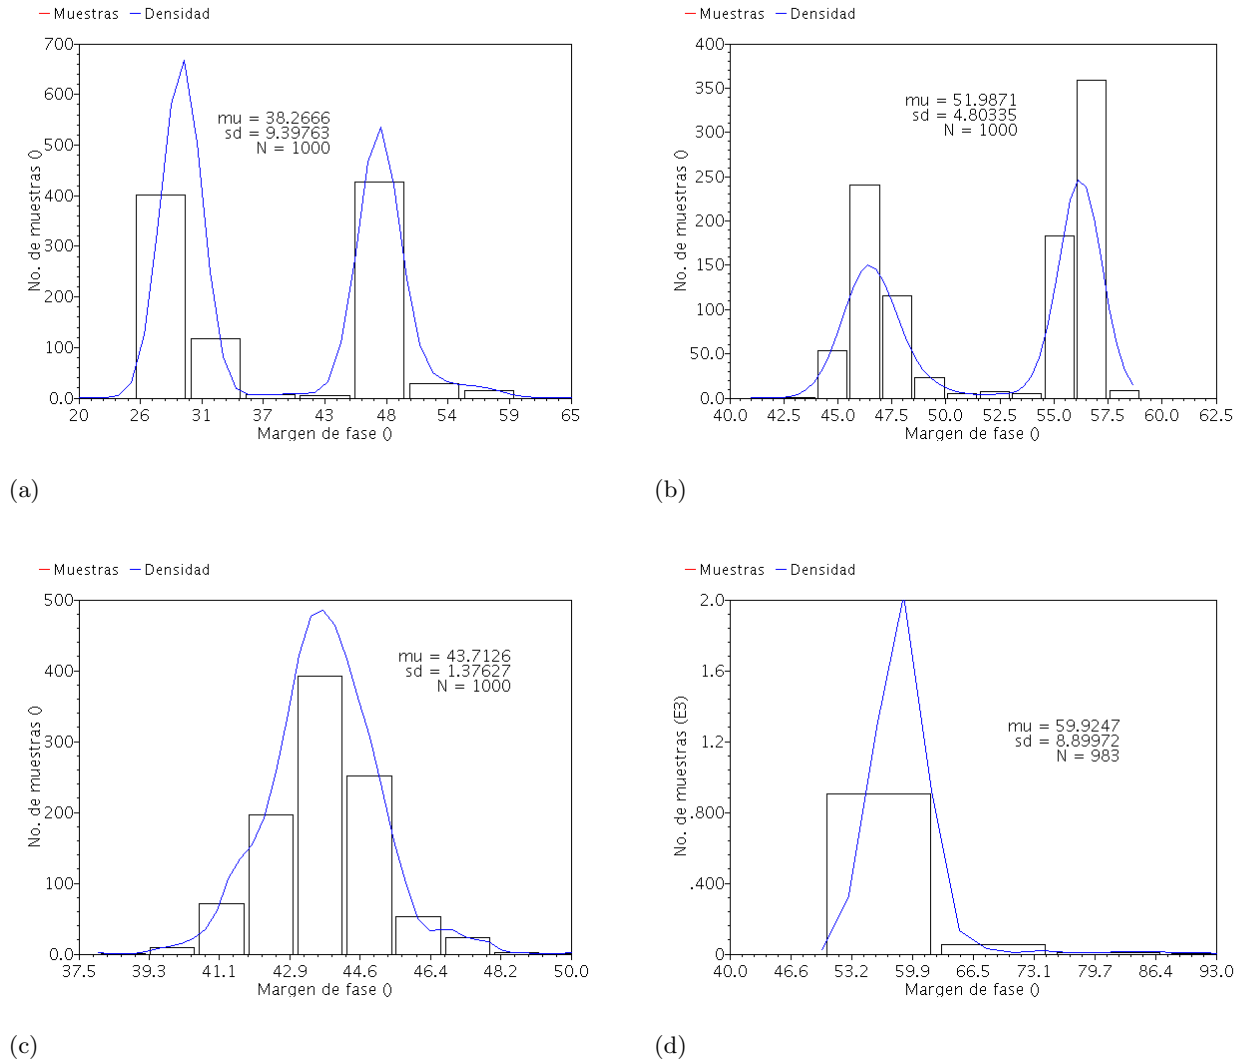 Muestras Densidad
700
600
500
400
300
200
100
0.0
No. de muestras ()
mu = 38.2666
sd = 9.39763
N = 1000
20 26 31 37 43 48 54 59 65
Margen de fase ()
(a)
Muestras Densidad
400
350
300
250
200
150
100
50.0
0.0
No. de muestras ()
mu = 51.9871
sd = 4.80335
N = 1000
40.0 42.5 45.0 47.5 50.0 52.5 55.0 57.5 60.0 62.5
Margen de fase ()
(b)
Muestras Densidad
500
400
300
200
100
0.0
No. de muestras ()
mu = 43.7126
sd = 1.37627
N = 1000
37.5 39.3 41.1 42.9 44.6 46.4 48.2 50.0
Margen de fase ()
(c)
Muestras Densidad
2.0
1.6
1.2
.800
.400
0
No. de muestras (E3)
mu = 59.9247
sd = 8.89972
N = 983
40.0 46.6 53.2 59.9 66.5 73.1 79.7 86.4 93.0
Margen de fase ()
(d)